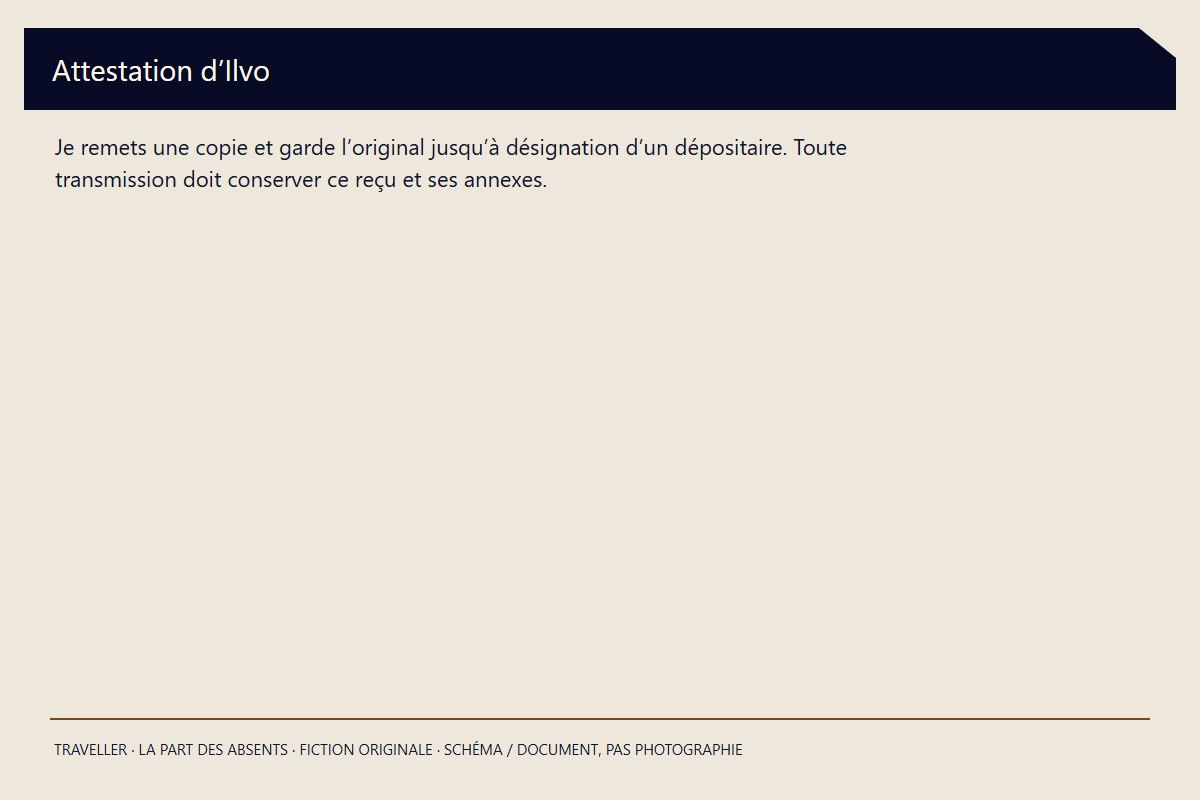 Attestation d’Ilvo
Je remets une copie et garde l’original jusqu’à désignation d’un dépositaire. Toute
transmission doit conserver ce reçu et ses annexes.
TRAVELLER · LA PART DES ABSENTS · FICTION ORIGINALE · SCHÉMA / DOCUMENT, PAS PHOTOGRAPHIE